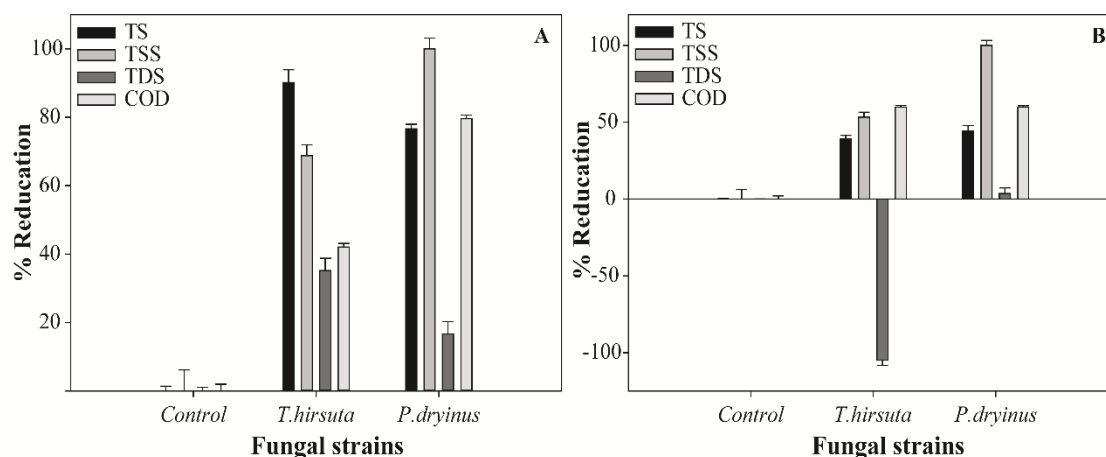 TS
TSS
TDS
COD
A
% Reducation
100
80
60
40
20
Control
T.hirsuta
P.dryinus
Fungal strains
TS
TSS
TDS
COD
B
% Reducation
100
50
0
-50
-100
Control
T.hirsuta
P.dryinus
Fungal strains